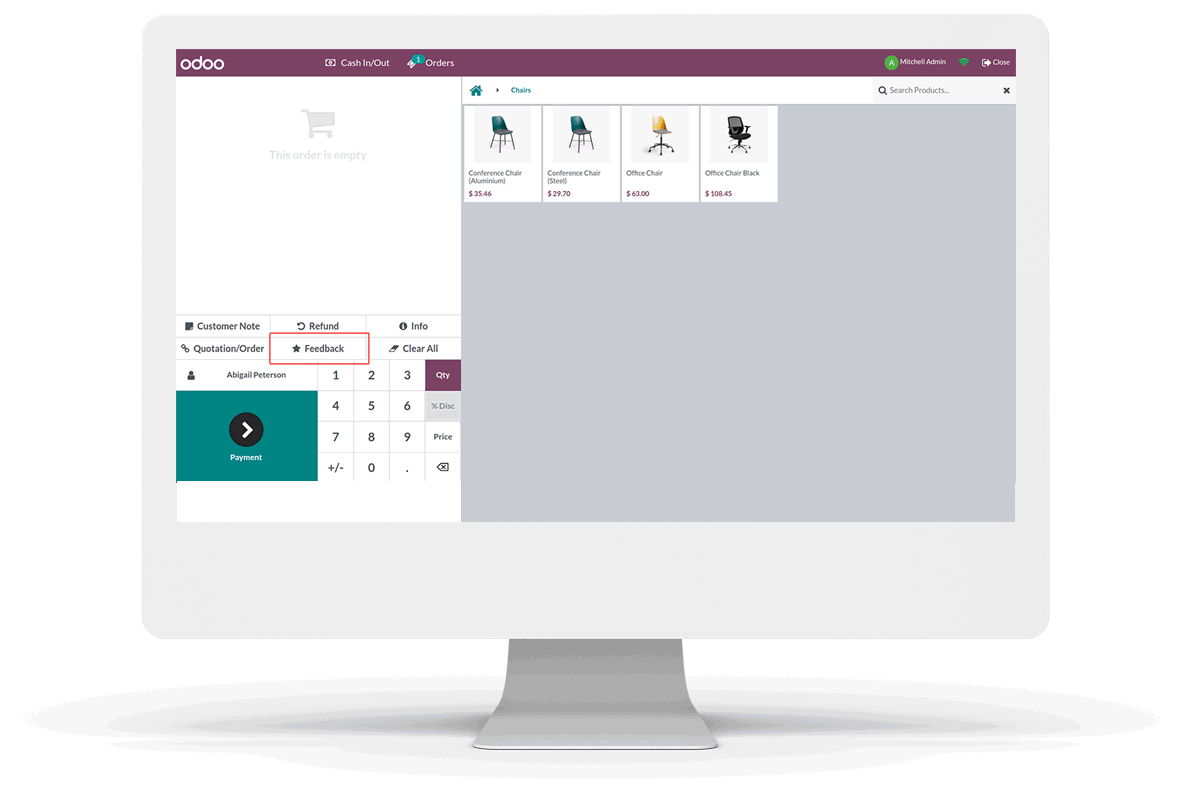 odoo
Cash In/Out
1
Orders
A
Mitchell Admin
Close
This order is empty
Chairs
Search Products...
Conference Chair
(Aluminium)
$ 35.46
Conference Chair
(Steel)
$ 29.70
Office Chair
$ 63.00
Office Chair Black
$ 108.45
Customer Note
Refund
Info
Quotation/Order
Feedback
Clear All
Abigail Peterson
1 2 3 Qty
4 5 6 % Disc
7 8 9 Price
+/- 0 .
Payment